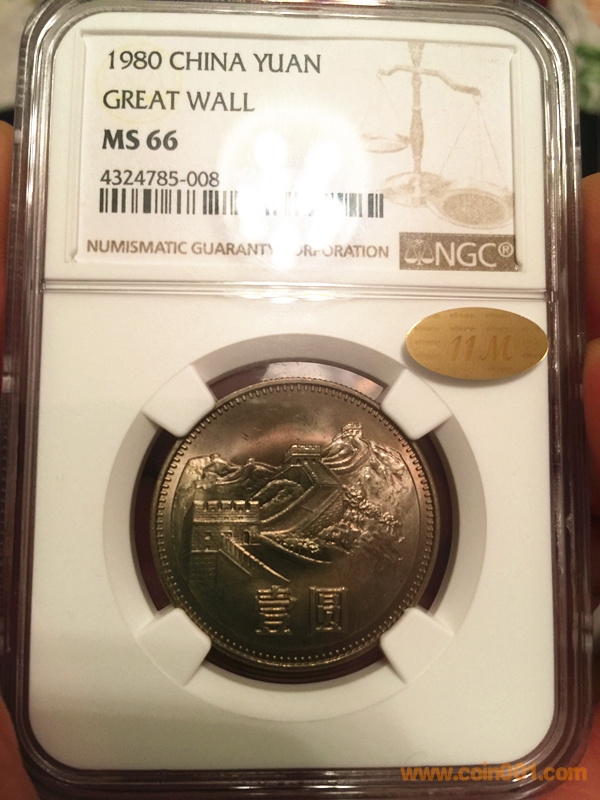 1980 CHINA YUAN
GREAT WALL
MS 66
4324785-008
NUMISMATIC GUARANTY CORPORATION
NGC®
11M
壹圆
www.coin001.com